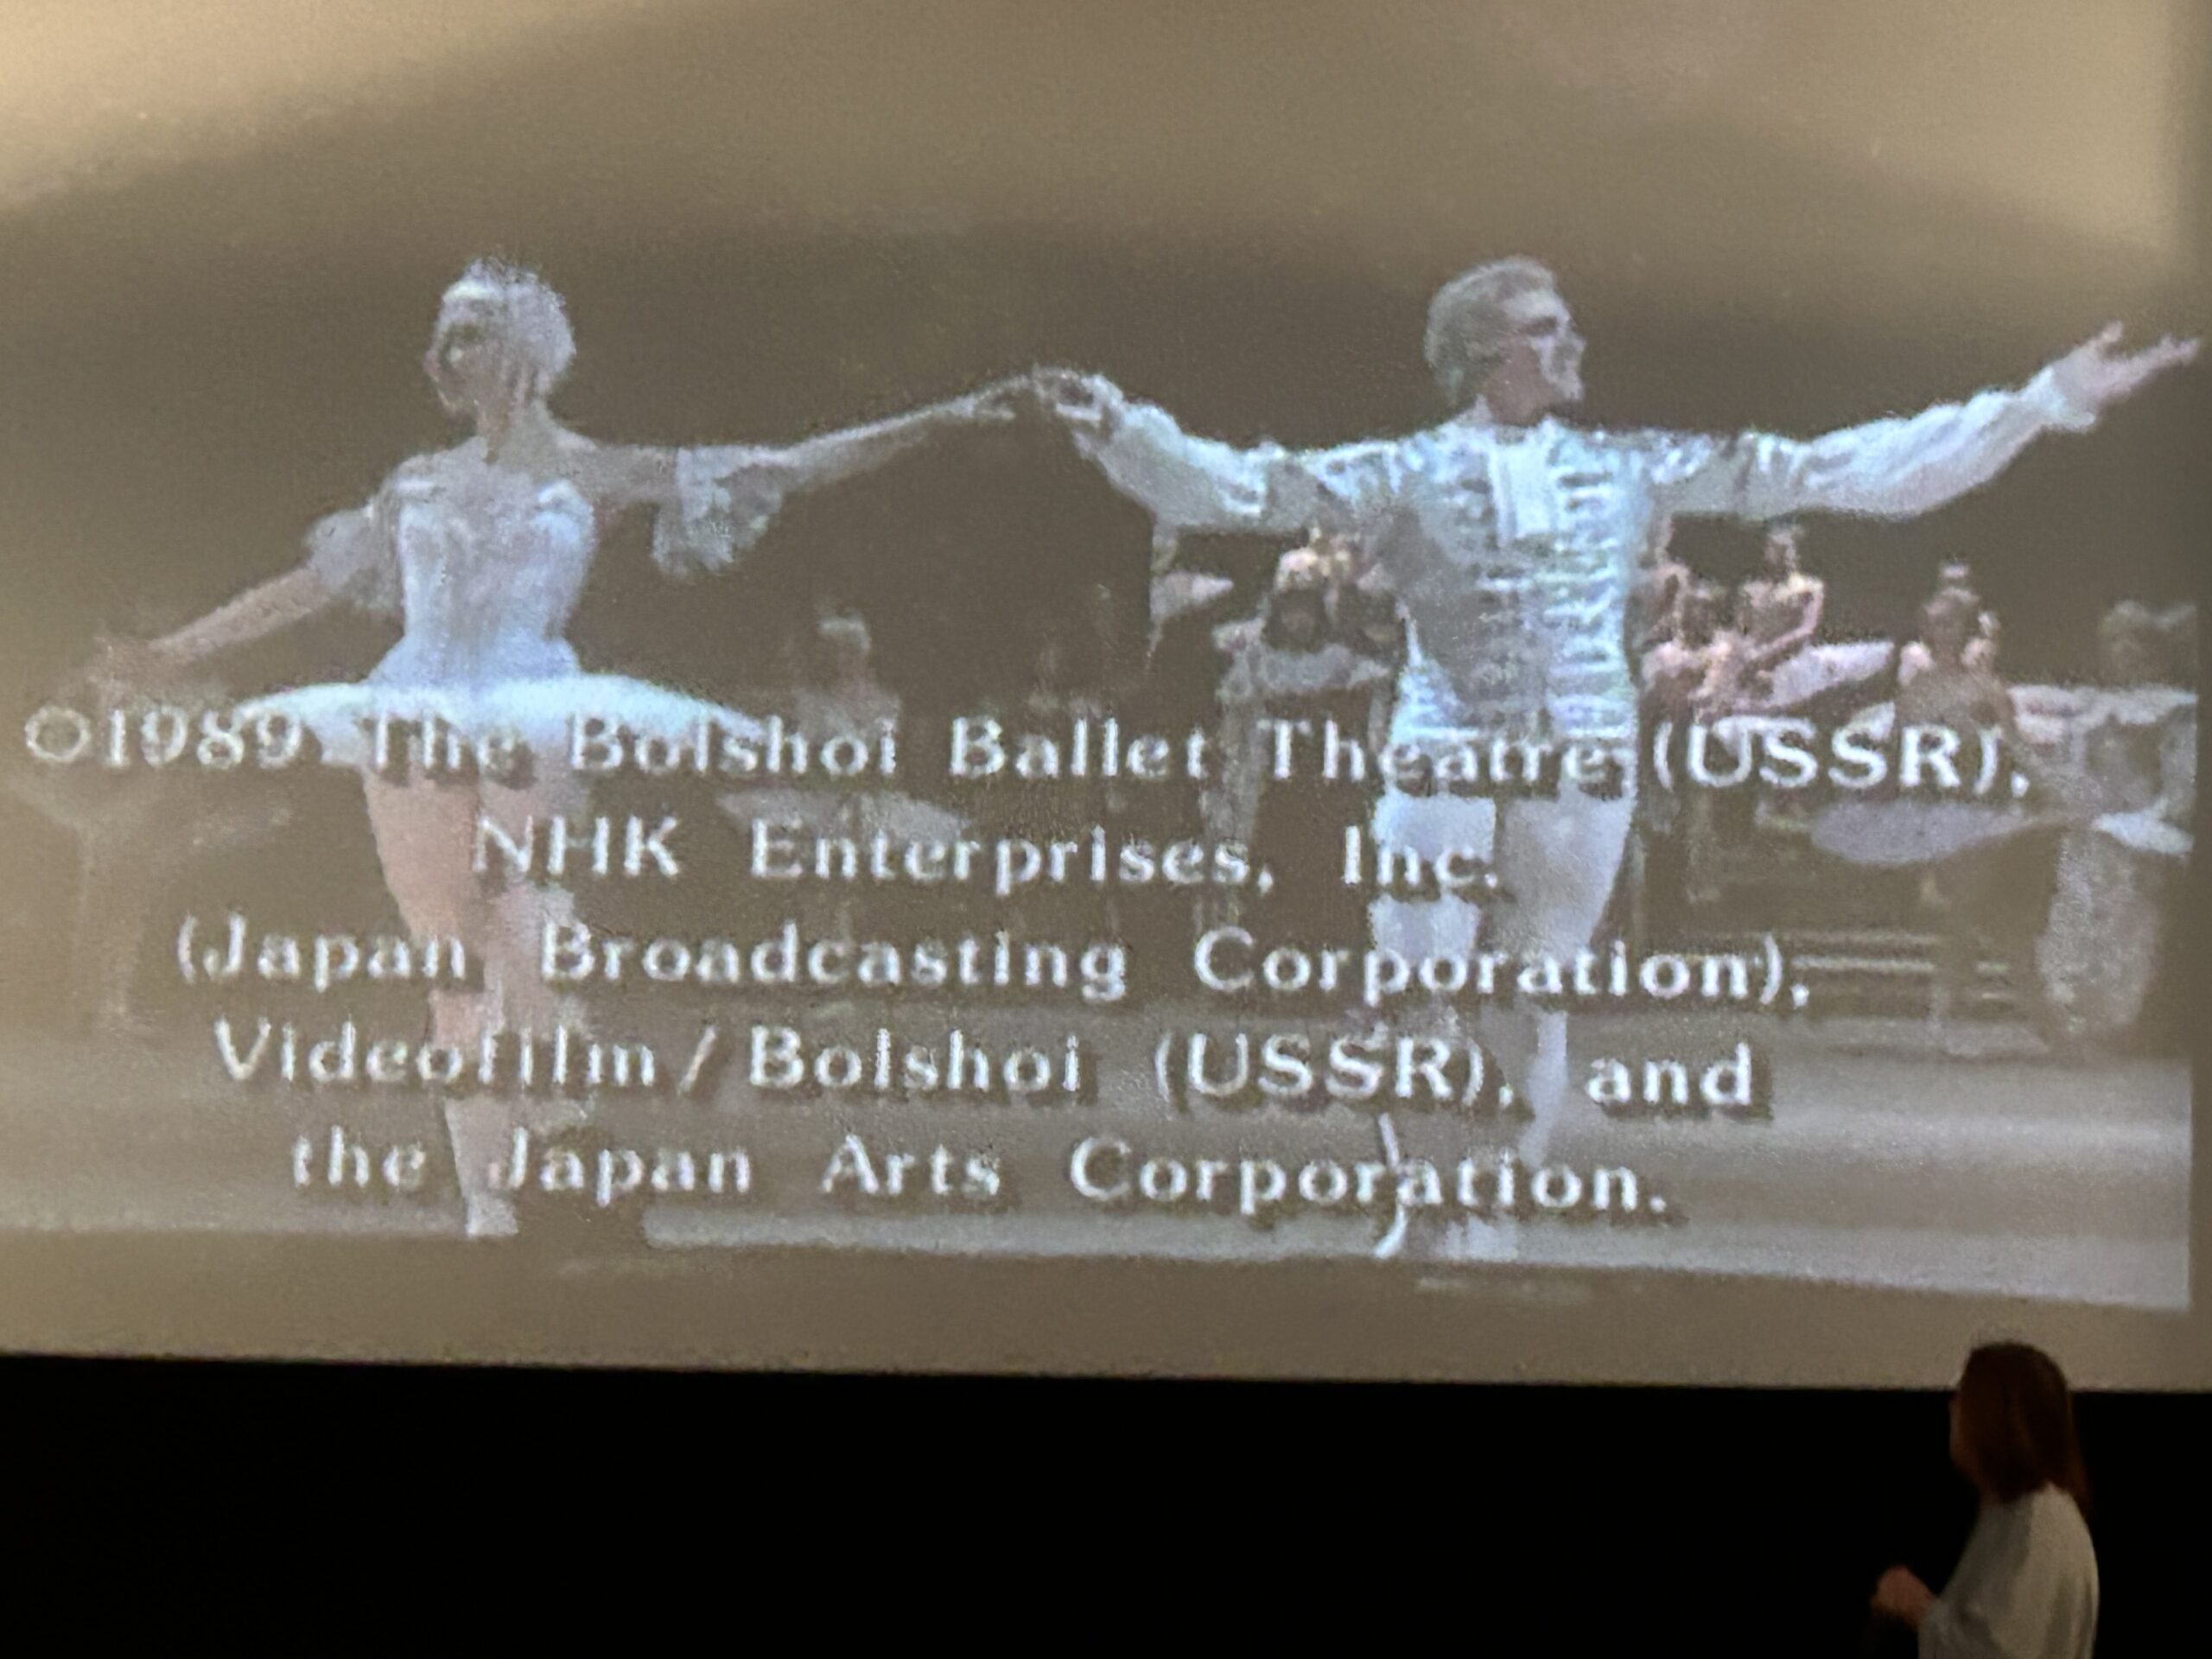 ©1989 The Bolshoi Ballet Theatre (USSR),
NHK Enterprises, Inc.
(Japan Broadcasting Corporation),
Videofilm/Bolshoi (USSR), and
the Japan Arts Corporation.